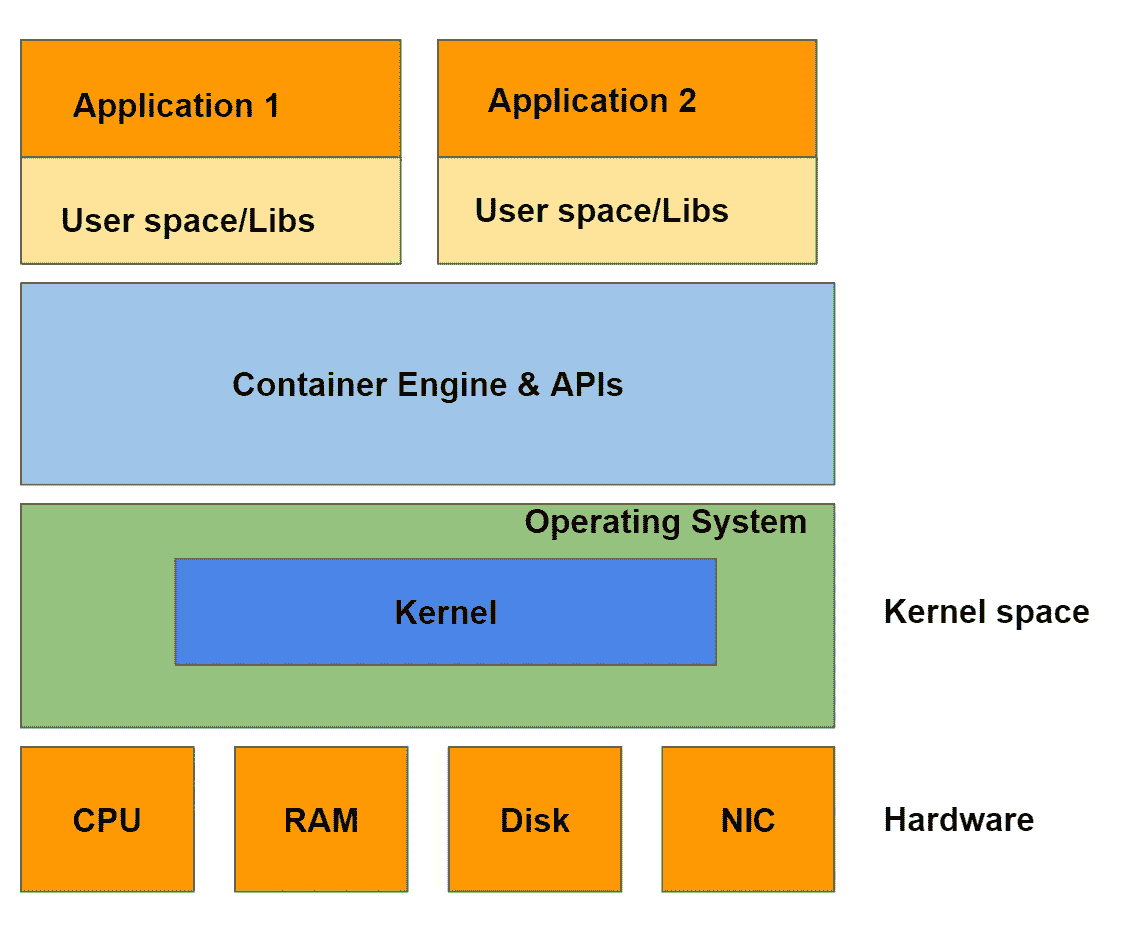 Application 1
Application 2
User space/Libs
User space/Libs
Container Engine & APIs
Operating System
Kernel
Kernel space
CPU
RAM
Disk
NIC
Hardware